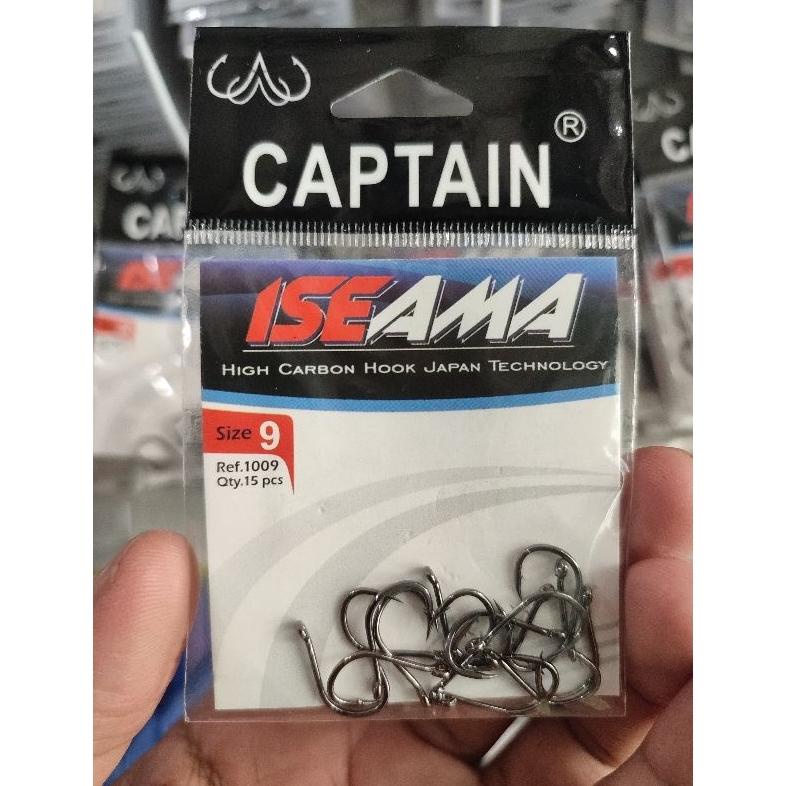 CAPTAIN®
ISEAMA
HIGH CARBON HOOK JAPAN TECHNOLOGY
Size 9
Ref.1009
Qty.15 pcs